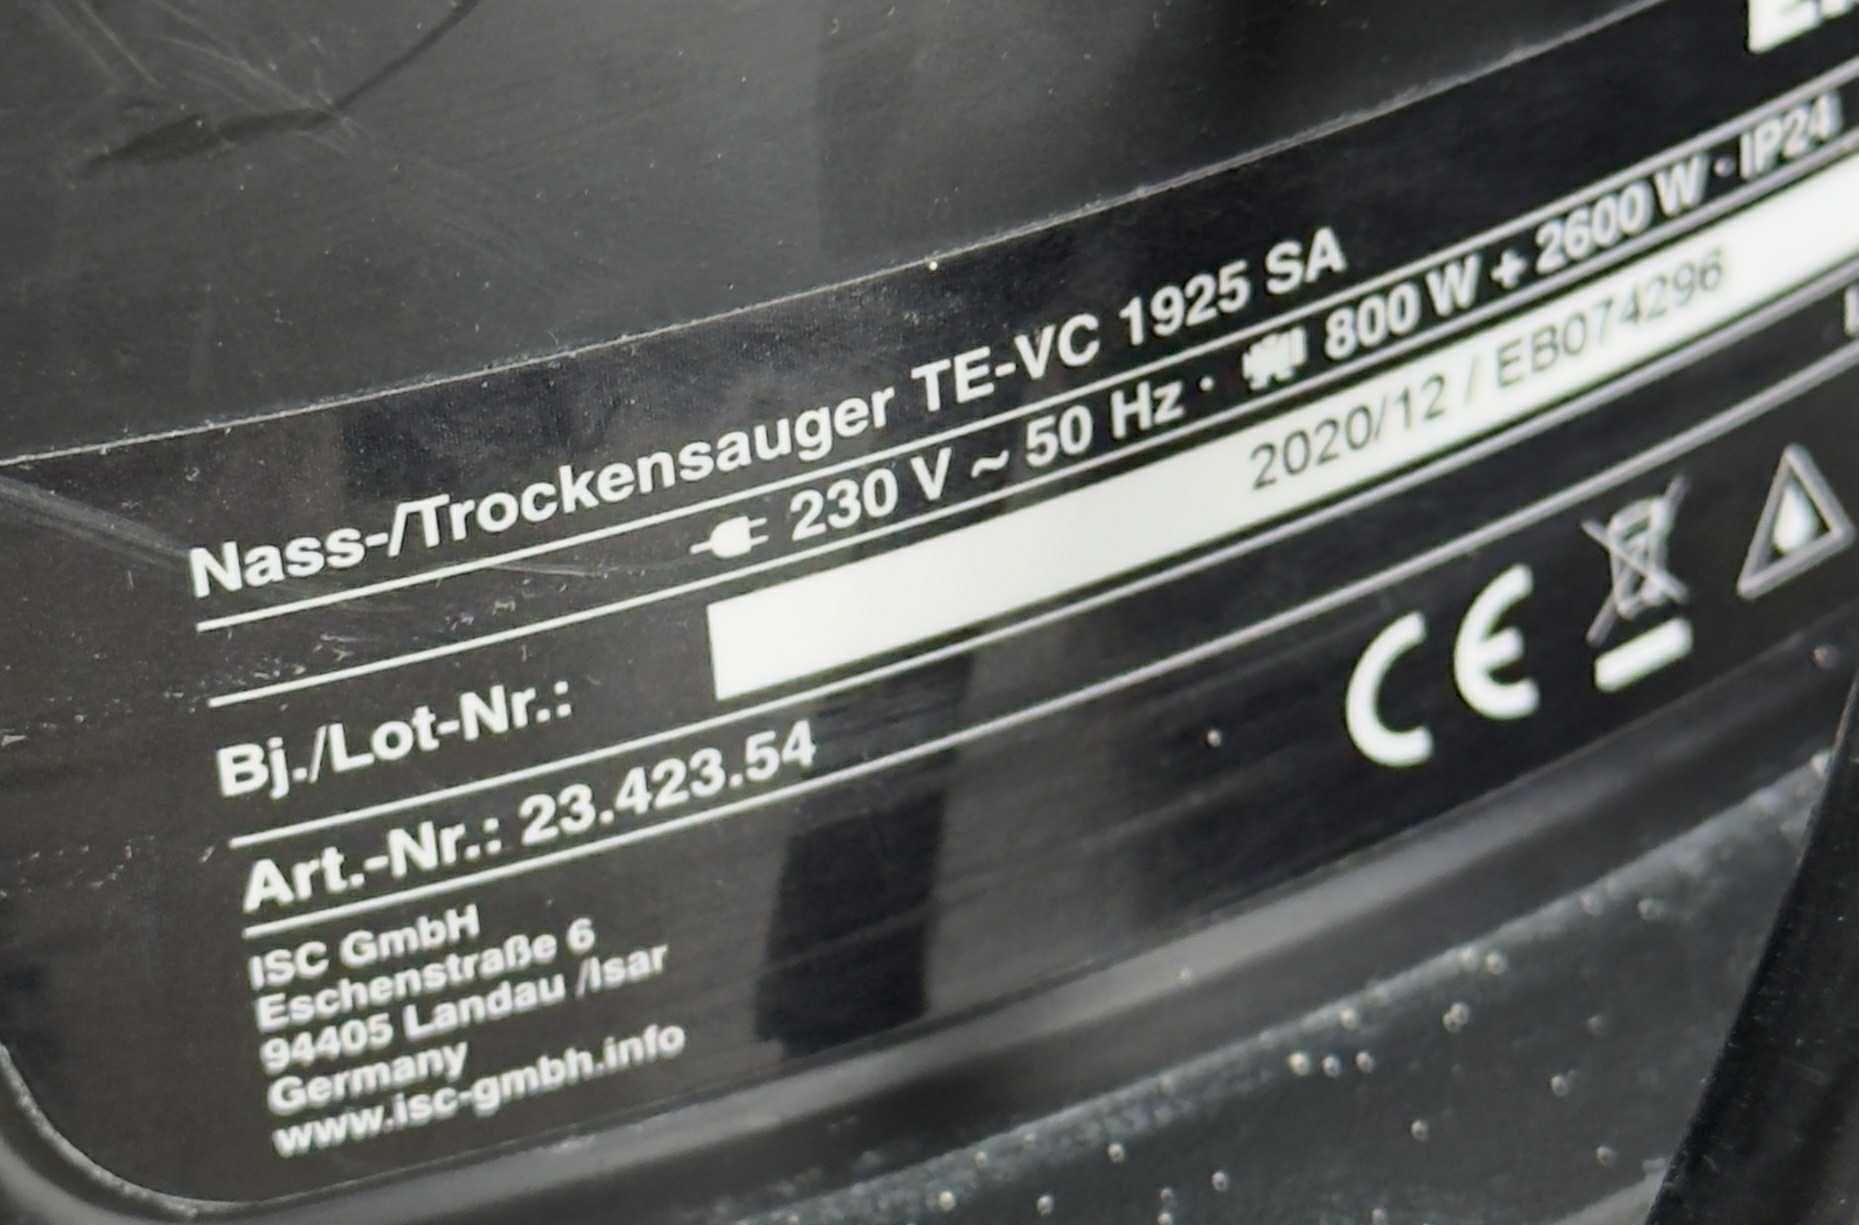 Nass-/Trockensauger TE-VC 1925 SA
230 V ~ 50 Hz · 800 W + 2600 W · IP24
Bj./Lot-Nr.: 2020/12 / EB074296
Art.-Nr.: 23.423.54
ISC GmbH
Eschenstraße 6
94405 Landau /Isar
Germany
www.isc-gmbh.info
CE